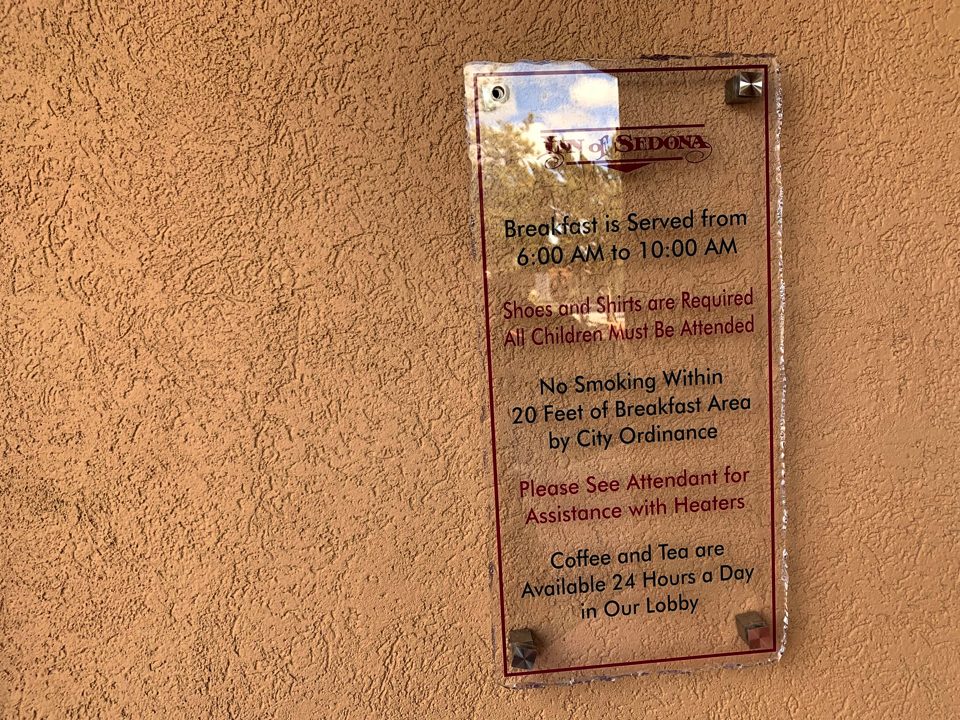 Inn of Sedona
Breakfast is Served from
6:00 AM to 10:00 AM
Shoes and Shirts are Required
All Children Must Be Attended
No Smoking Within
20 Feet of Breakfast Area
by City Ordinance
Please See Attendant for
Assistance with Heaters
Coffee and Tea are
Available 24 Hours a Day
in Our Lobby